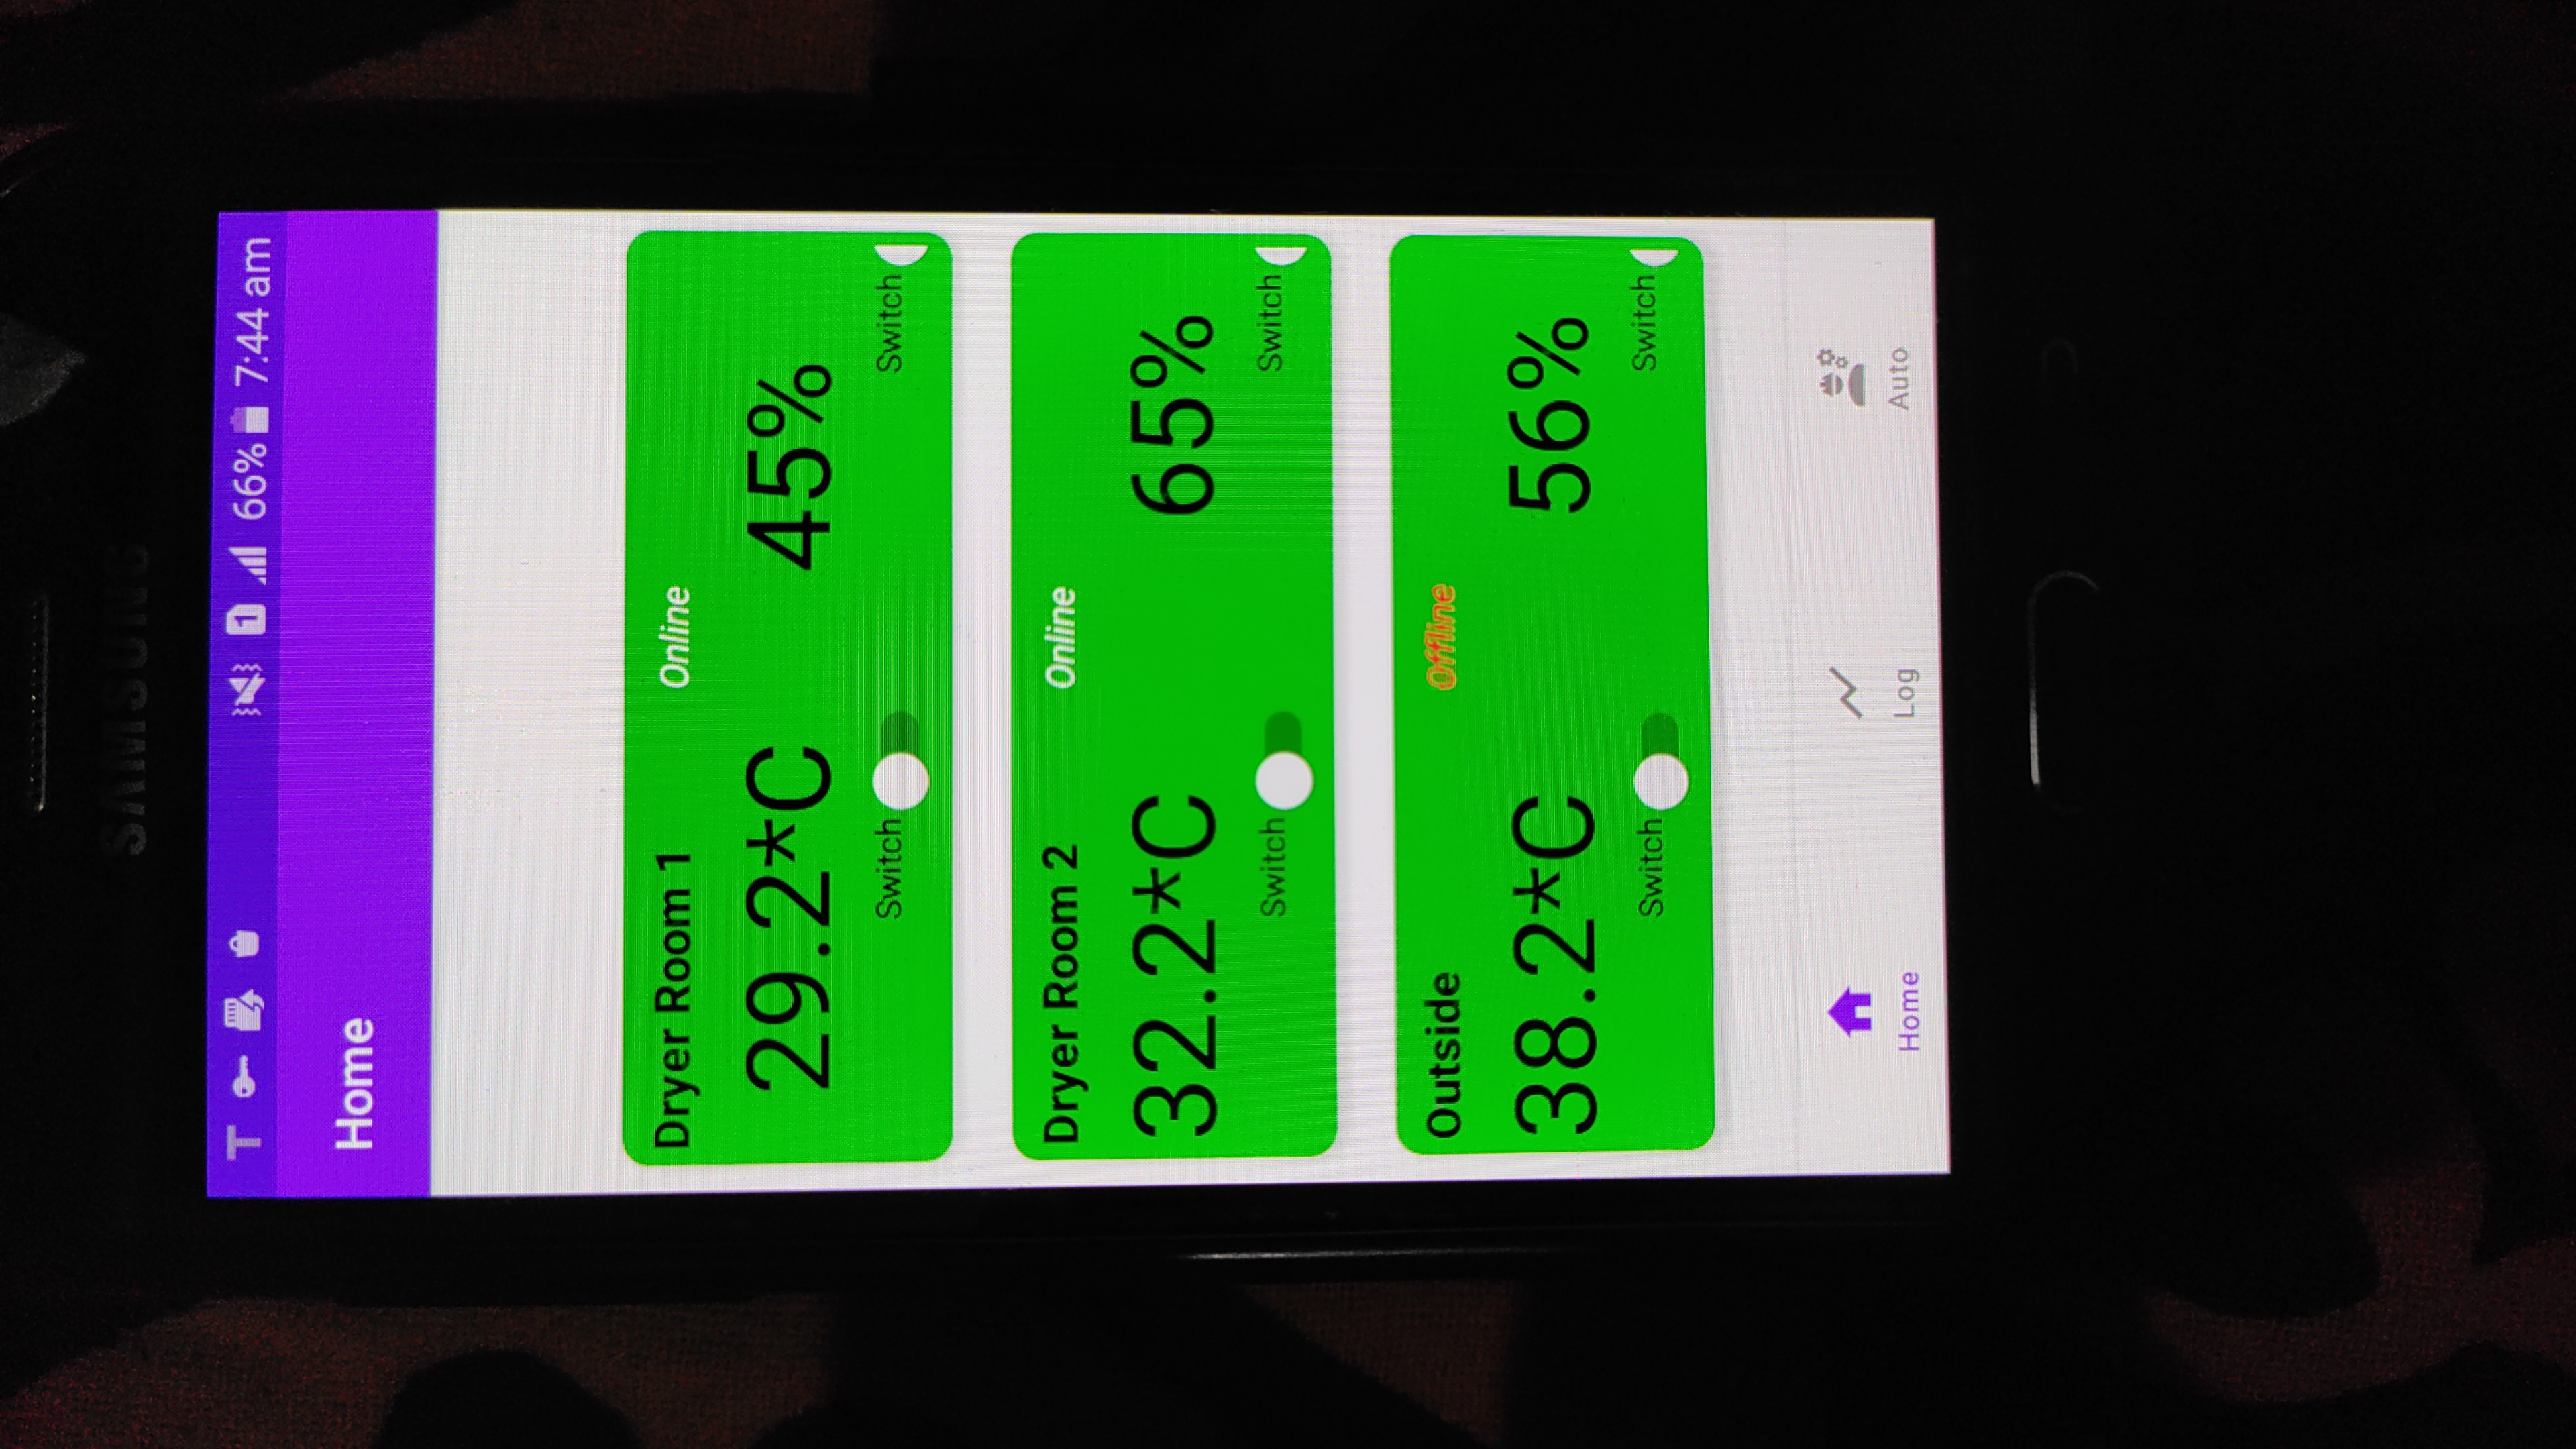 SAMSUNG
1 66% 7:44 am
Home
Dryer Room 1 Online
29.2*C 45%
Switch Switch
Dryer Room 2 Online
32.2*C 65%
Switch Switch
Outside Offline
38.2*C 56%
Switch Switch
Home Log Auto